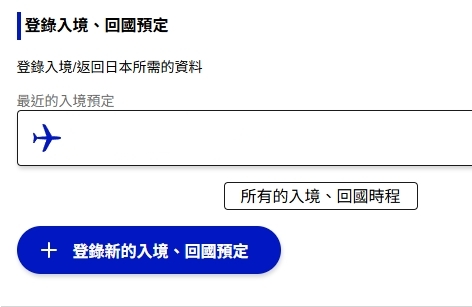 登錄入境、回國預定
登錄入境/返回日本所需的資料
最近的入境預定
所有的入境、回國時程
登錄新的入境、回國預定